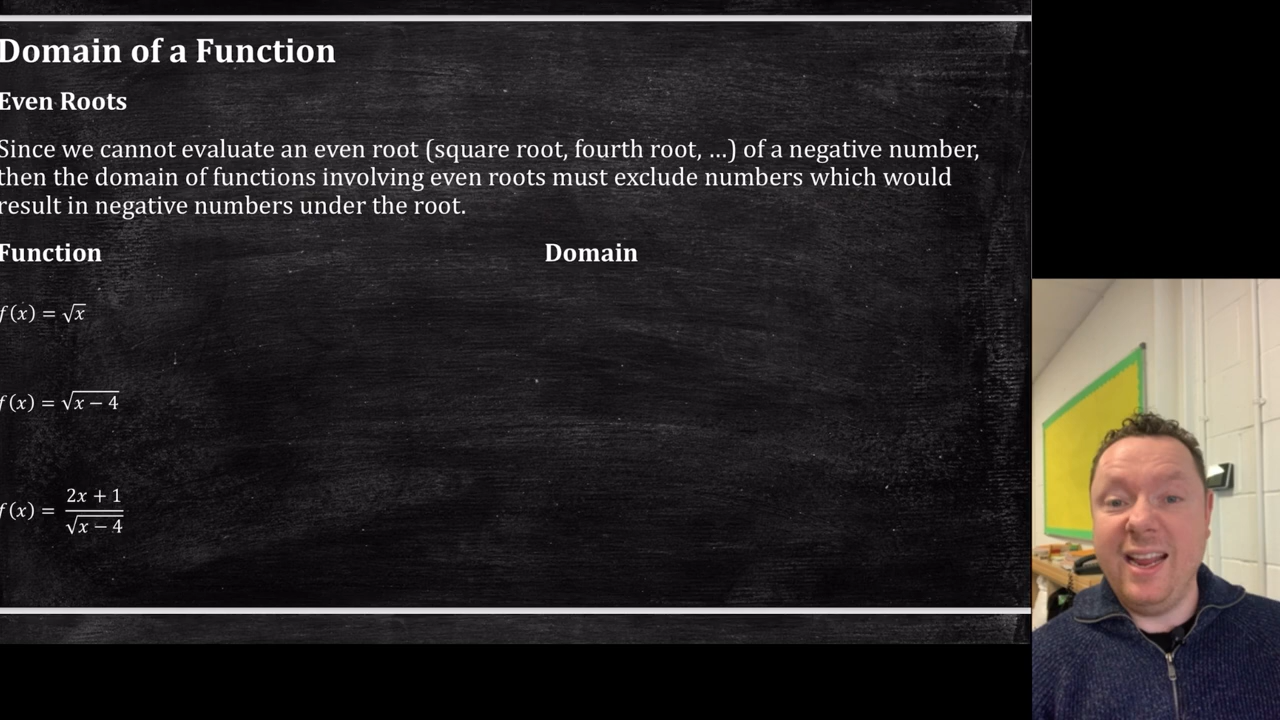 Domain of a Function
Even Roots
Since we cannot evaluate an even root (square root, fourth root, …) of a negative number,
then the domain of functions involving even roots must exclude numbers which would
result in negative numbers under the root.
Function Domain
f(x) = √x
f(x) = √(x − 4)
f(x) = (2x + 1)/√(x − 4)